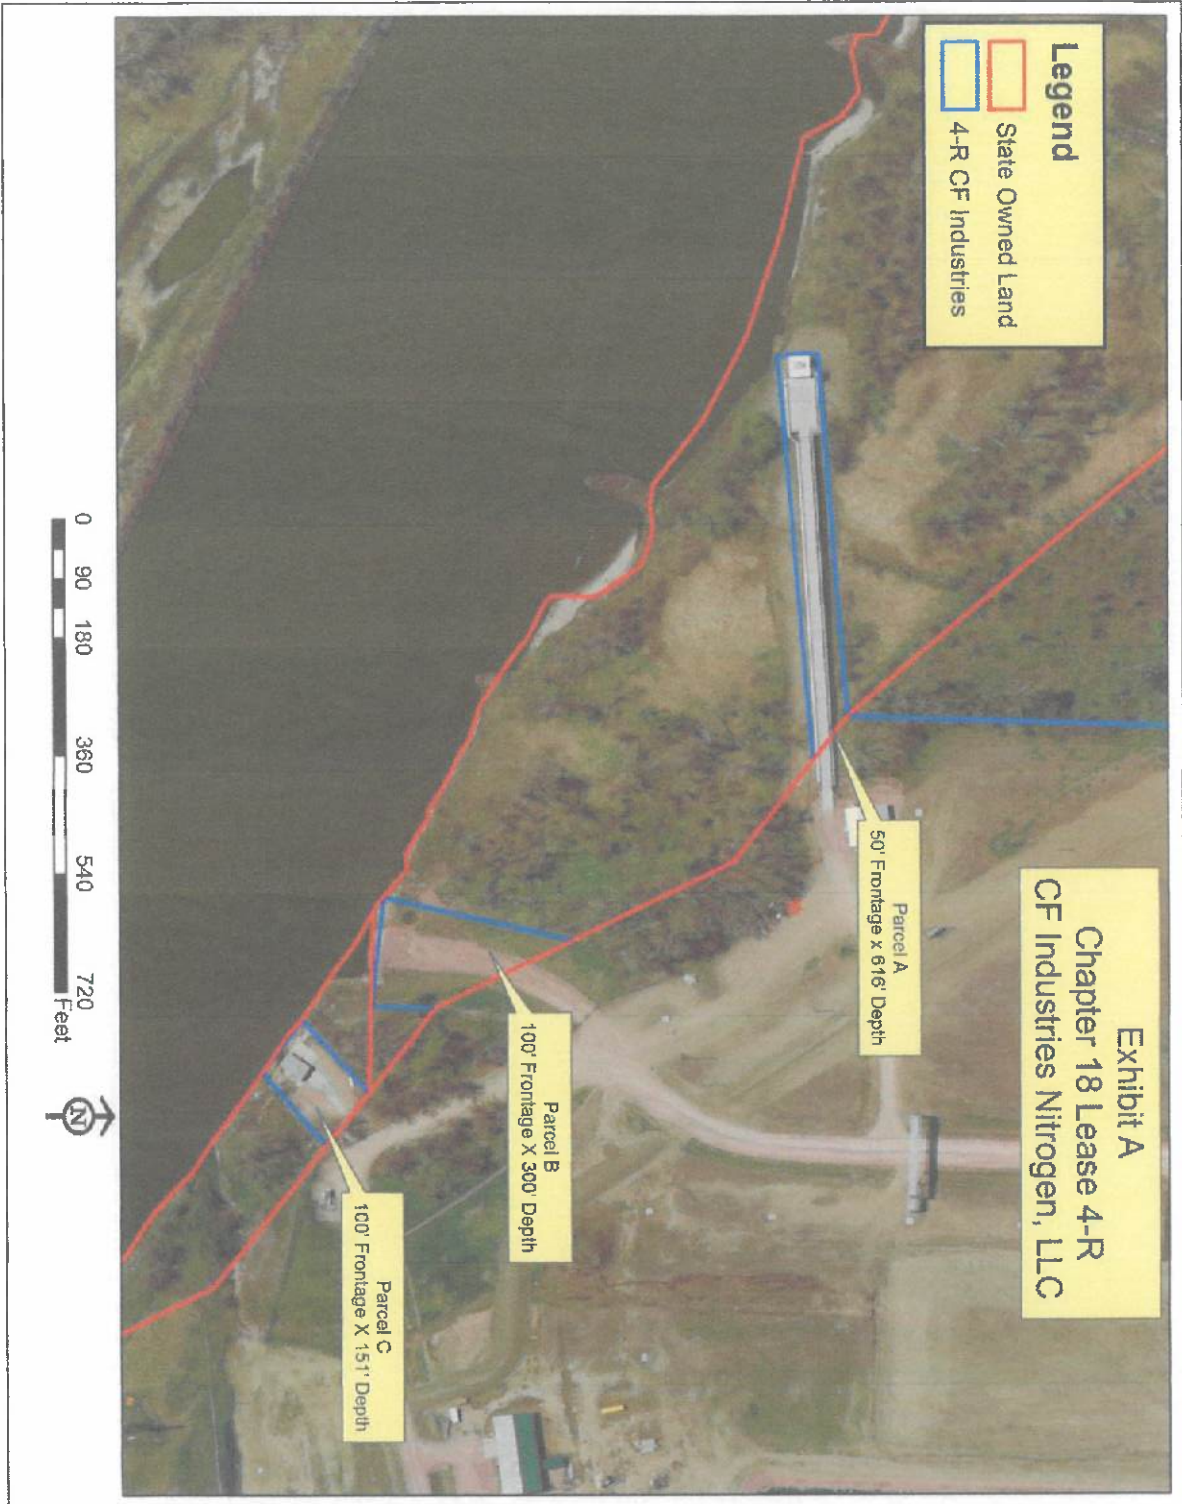 Exhibit A
Chapter 18 Lease 4-R
CF Industries Nitrogen, LLC
Legend
State Owned Land
4-R CF Industries
Parcel A
50' Frontage x 616' Depth
Parcel B
100' Frontage X 300' Depth
Parcel C
100' Frontage X 151' Depth
0 90 180 360 540 720
Feet
N